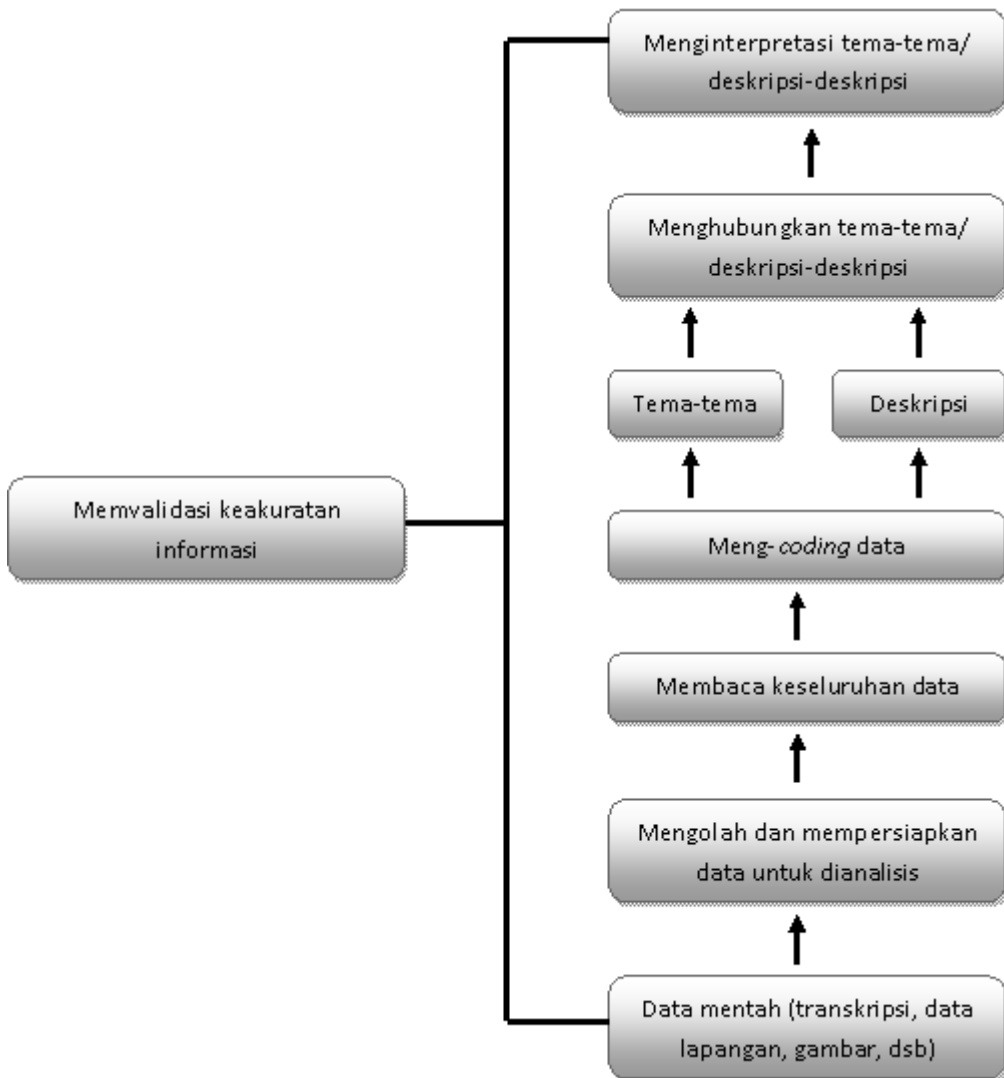 Menginterpretasi tema-tema/
deskripsi-deskripsi
Menghubungkan tema-tema/
deskripsi-deskripsi
Tema-tema
Deskripsi
Memvalidasi keakuratan
informasi
Meng-coding data
Membaca keseluruhan data
Mengolah dan mempersiapkan
data untuk dianalisis
Data mentah (transkripsi, data
lapangan, gambar, dsb)